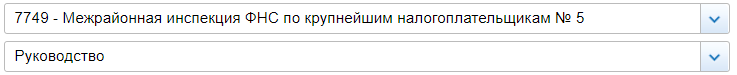 7749 - Межрайонная инспекция ФНС по крупнейшим налогоплательщикам № 5
Руководство